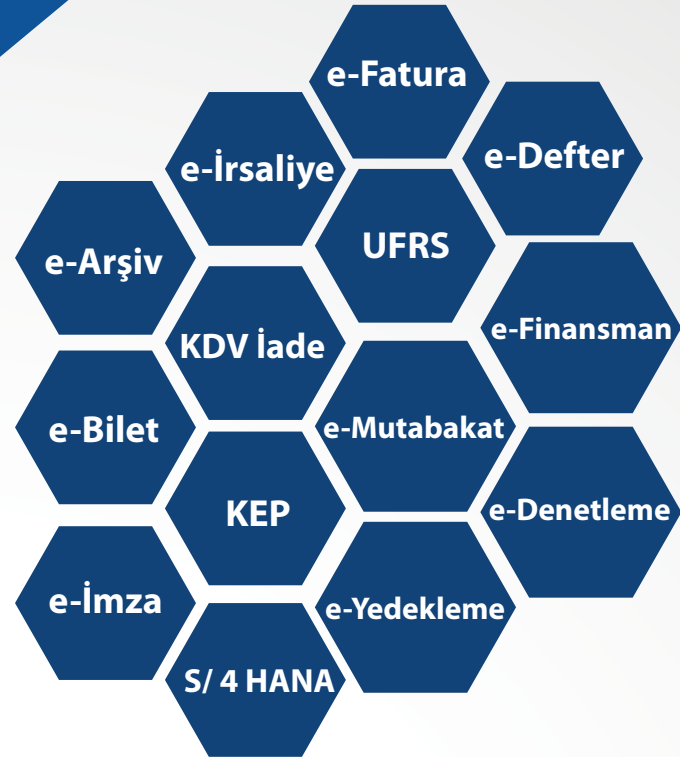 e-Fatura
e-İrsaliye
e-Defter
e-Arşiv
UFRS
KDV İade
e-Finansman
e-Bilet
e-Mutabakat
KEP
e-Denetleme
e-İmza
e-Yedekleme
S/ 4 HANA